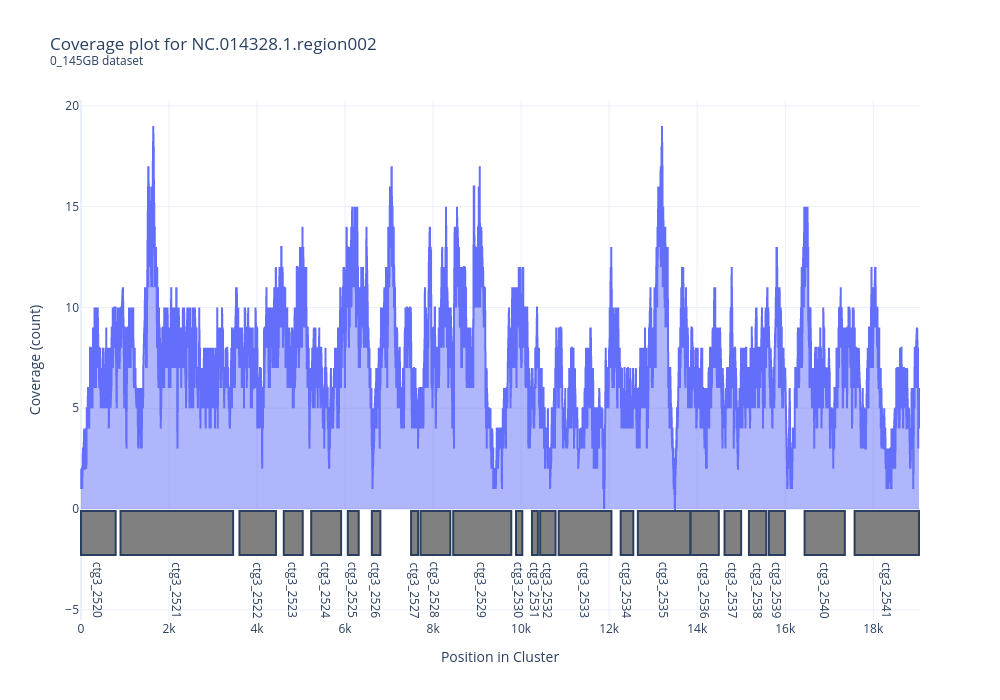 Coverage plot for NC.014328.1.region002
0_145GB dataset
20
15
10
5
0
−5
Coverage (count)
ctg3_2520
ctg3_2521
ctg3_2522
ctg3_2523
ctg3_2524
ctg3_2525
ctg3_2526
ctg3_2527
ctg3_2528
ctg3_2529
ctg3_2530
ctg3_2531
ctg3_2532
ctg3_2533
ctg3_2534
ctg3_2535
ctg3_2536
ctg3_2537
ctg3_2538
ctg3_2539
ctg3_2540
ctg3_2541
0 2k 4k 6k 8k 10k 12k 14k 16k 18k
Position in Cluster